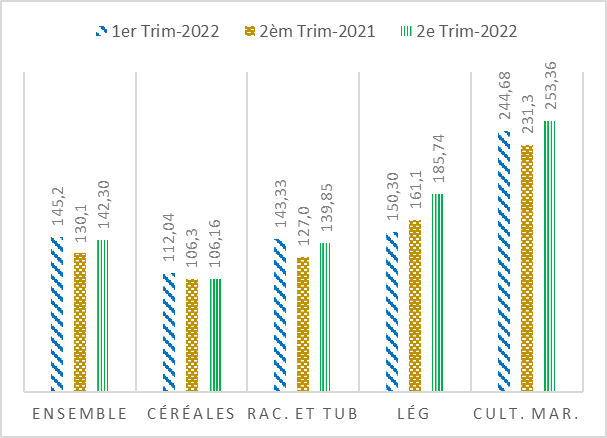 1er Trim-2022 2èm Trim-2021 2e Trim-2022
145,2 130,1 142,30 112,04 106,3 106,16 143,33 127,0 139,85 150,30 161,1 185,74 244,68 231,3 253,36
ENSEMBLE CÉRÉALES RAC. ET TUB LÉG CULT. MAR.